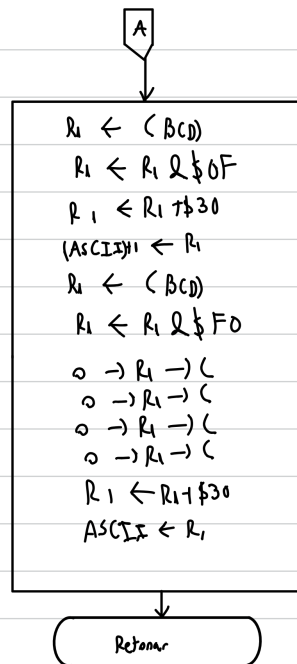 A
R1 ← (BCD)
R1 ← R1 & $0F
R1 ← R1 + $30
(ASCII)+1 ← R1
R1 ← (BCD)
R1 ← R1 & $F0
0 → R1 → C
0 → R1 → C
0 → R1 → C
0 → R1 → C
R1 ← R1 + $30
ASCII ← R1
Retonar